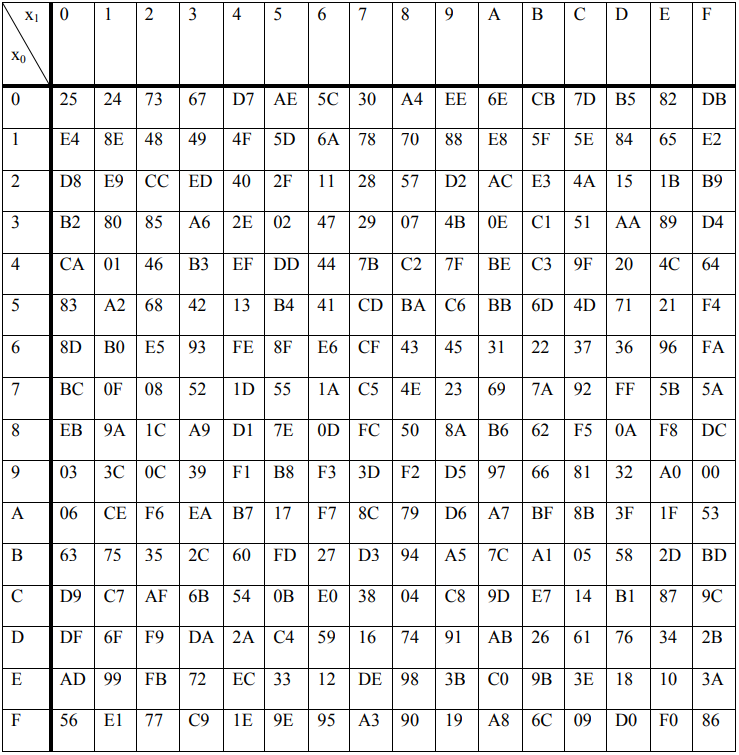 x1 0 1 2 3 4 5 6 7 8 9 A B C D E F
x0
0 25 24 73 67 D7 AE 5C 30 A4 EE 6E CB 7D B5 82 DB
1 E4 8E 48 49 4F 5D 6A 78 70 88 E8 5F 5E 84 65 E2
2 D8 E9 CC ED 40 2F 11 28 57 D2 AC E3 4A 15 1B B9
3 B2 80 85 A6 2E 02 47 29 07 4B 0E C1 51 AA 89 D4
4 CA 01 46 B3 EF DD 44 7B C2 7F BE C3 9F 20 4C 64
5 83 A2 68 42 13 B4 41 CD BA C6 BB 6D 4D 71 21 F4
6 8D B0 E5 93 FE 8F E6 CF 43 45 31 22 37 36 96 FA
7 BC 0F 08 52 1D 55 1A C5 4E 23 69 7A 92 FF 5B 5A
8 EB 9A 1C A9 D1 7E 0D FC 50 8A B6 62 F5 0A F8 DC
9 03 3C 0C 39 F1 B8 F3 3D F2 D5 97 66 81 32 A0 00
A 06 CE F6 EA B7 17 F7 8C 79 D6 A7 BF 8B 3F 1F 53
B 63 75 35 2C 60 FD 27 D3 94 A5 7C A1 05 58 2D BD
C D9 C7 AF 6B 54 0B E0 38 04 C8 9D E7 14 B1 87 9C
D DF 6F F9 DA 2A C4 59 16 74 91 AB 26 61 76 34 2B
E AD 99 FB 72 EC 33 12 DE 98 3B C0 9B 3E 18 10 3A
F 56 E1 77 C9 1E 9E 95 A3 90 19 A8 6C 09 D0 F0 86